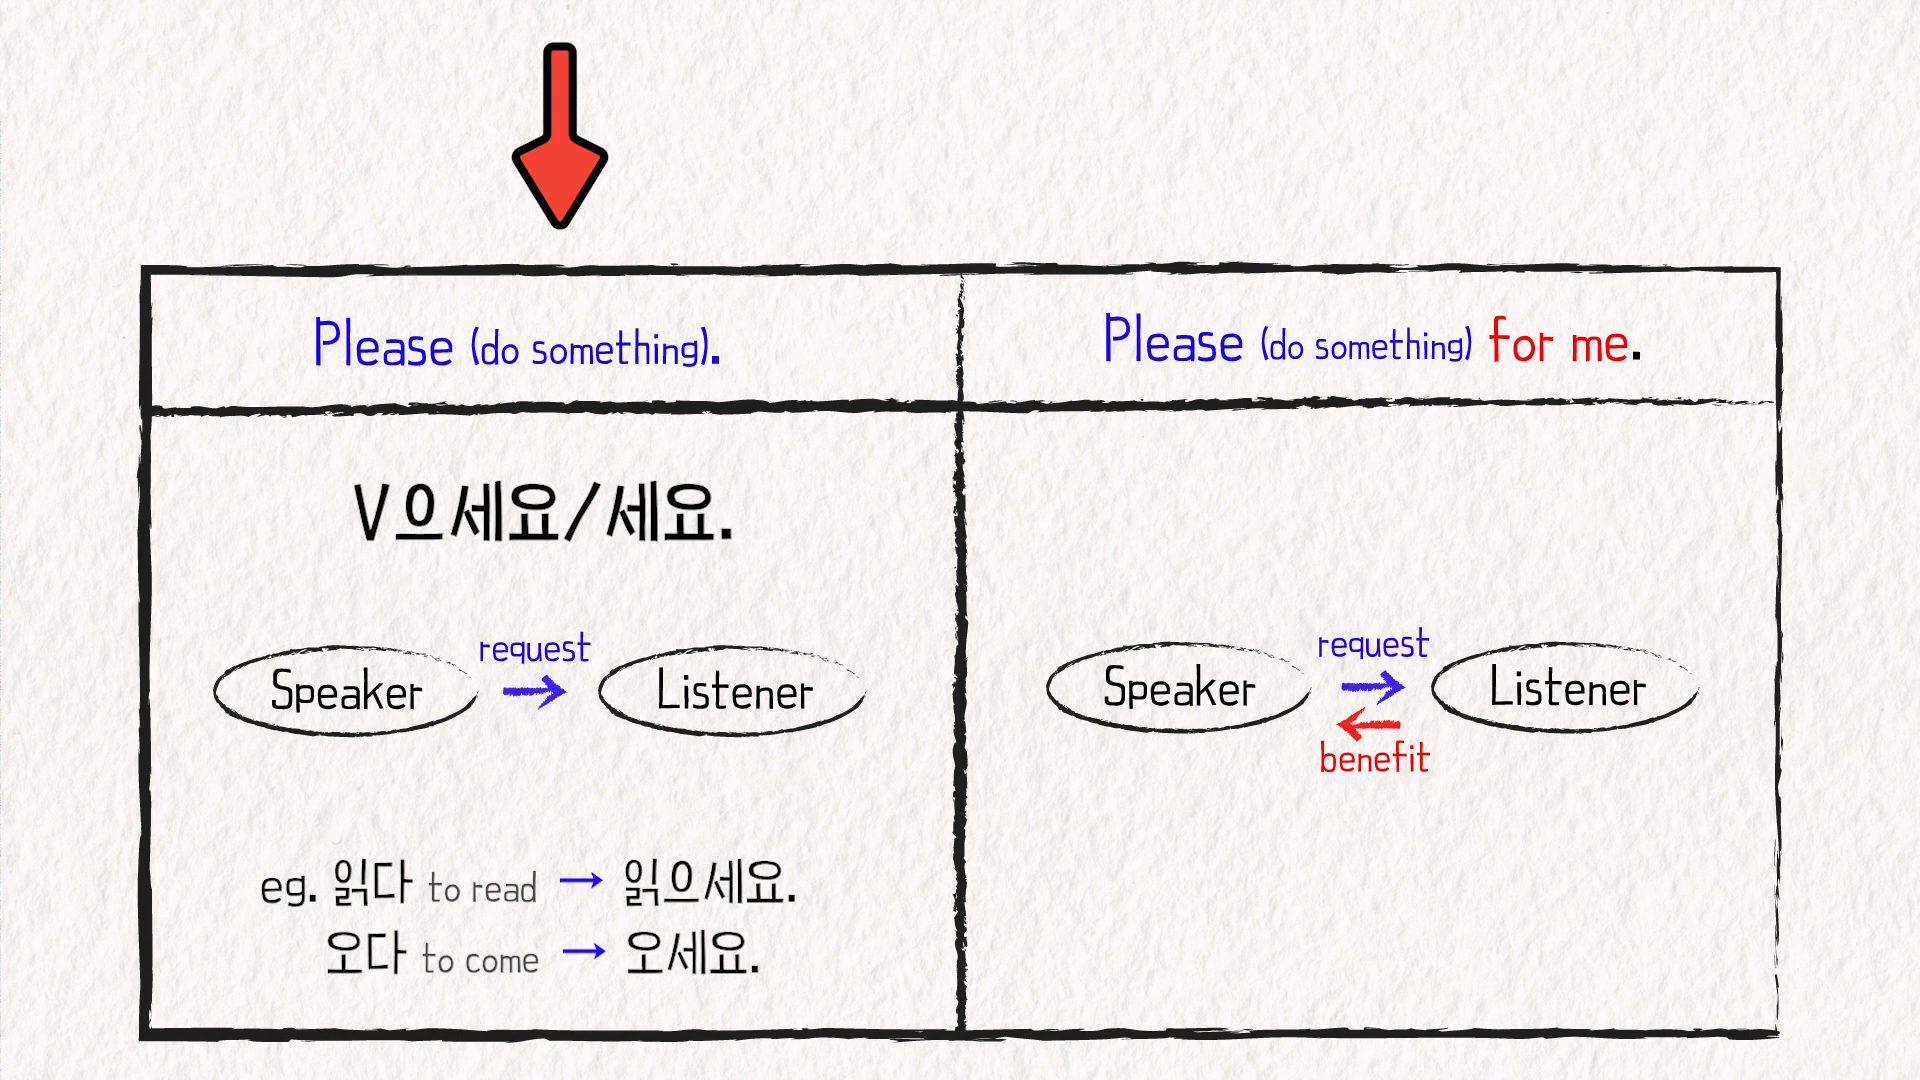 Please (do something).
Please (do something) for me.
V으세요/세요.
request
Speaker
Listener
eg. 읽다 to read → 읽으세요.
오다 to come → 오세요.
request
Speaker
Listener
benefit